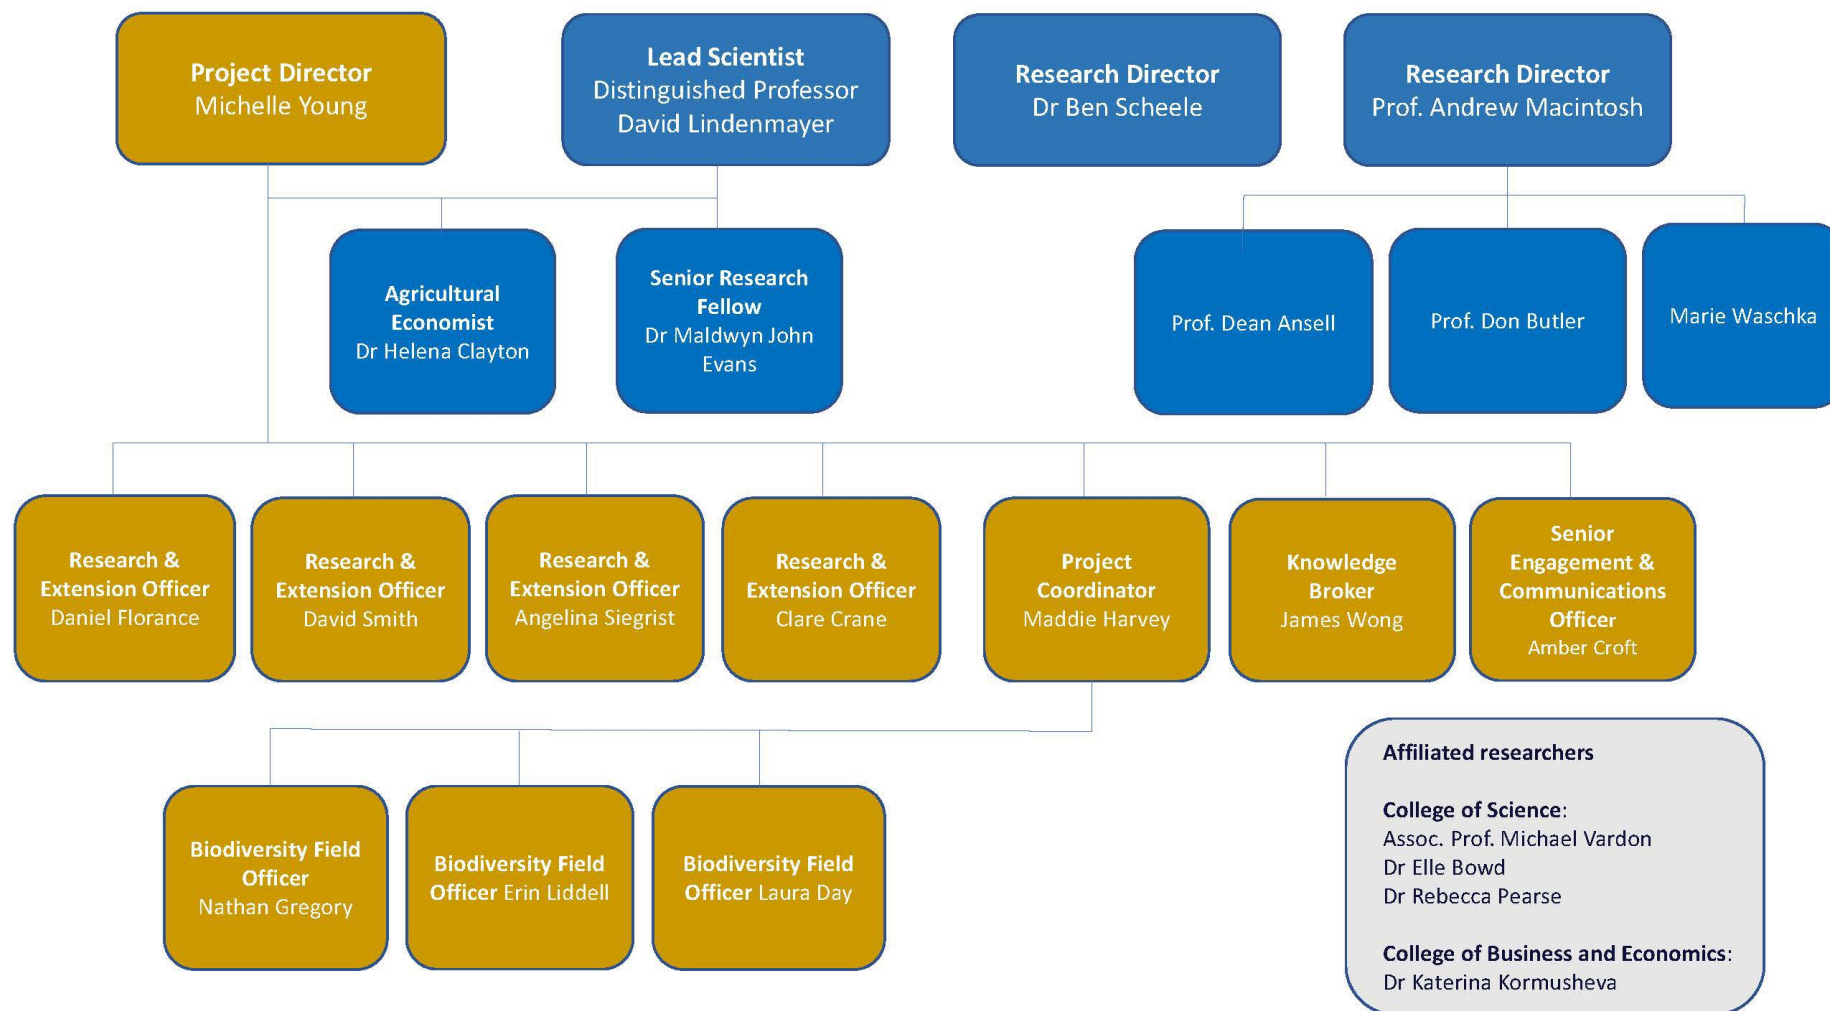 Project Director
Michelle Young
Lead Scientist
Distinguished Professor
David Lindenmayer
Research Director
Dr Ben Scheele
Research Director
Prof. Andrew Macintosh
Agricultural
Economist
Dr Helena Clayton
Senior Research
Fellow
Dr Maldwyn John
Evans
Prof. Dean Ansell
Prof. Don Butler
Marie Waschka
Research &
Extension Officer
Daniel Florance
Research &
Extension Officer
David Smith
Research &
Extension Officer
Angelina Siegrist
Research &
Extension Officer
Clare Crane
Project
Coordinator
Maddie Harvey
Knowledge
Broker
James Wong
Senior
Engagement &
Communications
Officer
Amber Croft
Biodiversity Field
Officer
Nathan Gregory
Biodiversity Field
Officer Erin Liddell
Biodiversity Field
Officer Laura Day
Affiliated researchers
College of Science:
Assoc. Prof. Michael Vardon
Dr Elle Bowd
Dr Rebecca Pearse
College of Business and Economics:
Dr Katerina Kormusheva